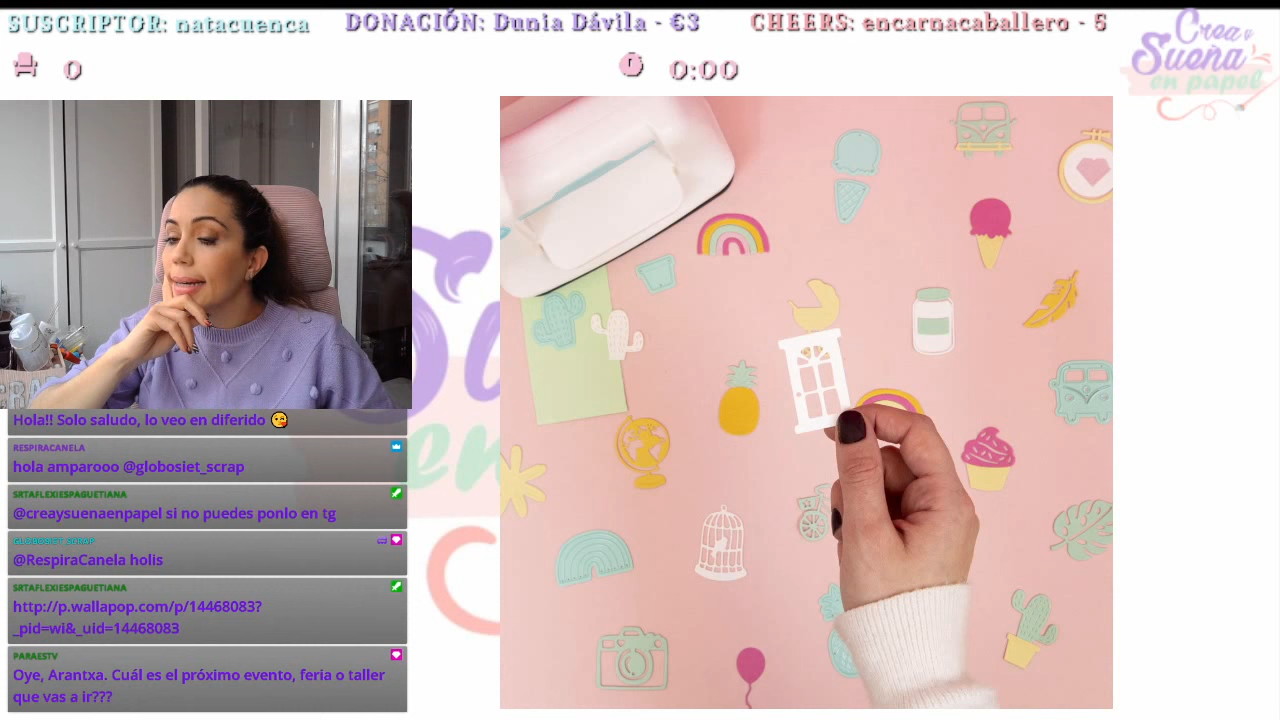 SUSCRIPTOR: natacuenca
DONACIÓN: Dunia Dávila - €3
CHEERS: encarnacaballero - 5
Crea y
Sueña
en papel
0
0:00
Hola!! Solo saludo, lo veo en diferido
RESPIRACANELA
hola amparooo @globosiet_scrap
SRTAFLEXIESPAGUETIANA
@creaysuenaenpapel si no puedes ponlo en tg
GLOBOSIET_SCRAP
@RespiraCanela holis
SRTAFLEXIESPAGUETIANA
http://p.wallapop.com/p/14468083?
_pid=wi&_uid=14468083
PARAESTV
Oye, Arantxa. Cuál es el próximo evento, feria o taller
que vas a ir???